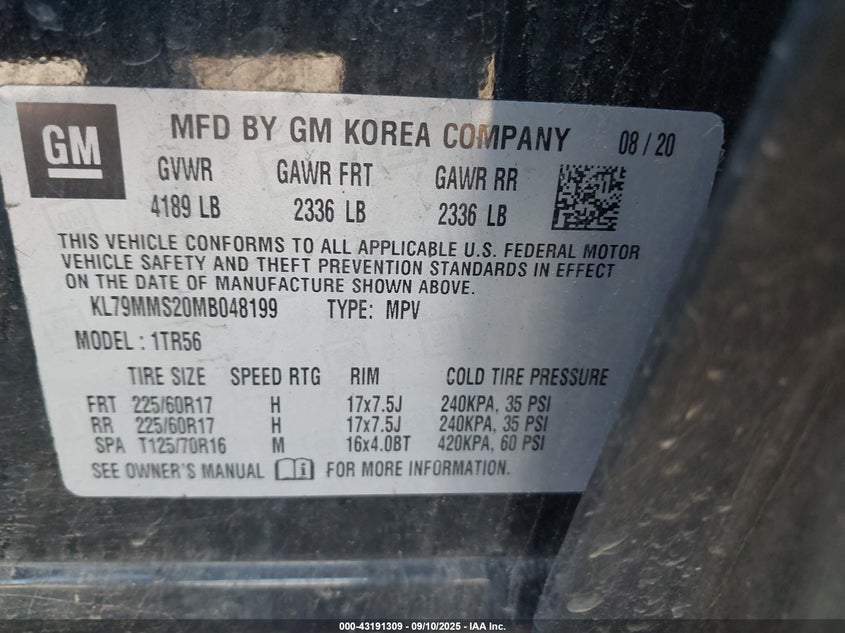 GM
MFD BY GM KOREA COMPANY 08/20
GVWR GAWR FRT GAWR RR
4189 LB 2336 LB 2336 LB
THIS VEHICLE CONFORMS TO ALL APPLICABLE U.S. FEDERAL MOTOR
VEHICLE SAFETY AND THEFT PREVENTION STANDARDS IN EFFECT
ON THE DATE OF MANUFACTURE SHOWN ABOVE.
KL79MMS20MB048199 TYPE: MPV
MODEL: 1TR56
TIRE SIZE SPEED RTG RIM COLD TIRE PRESSURE
FRT 225/60R17 H 17x7.5J 240KPA, 35 PSI
RR 225/60R17 H 17x7.5J 240KPA, 35 PSI
SPA T125/70R16 M 16x4.0BT 420KPA, 60 PSI
SEE OWNER'S MANUAL i FOR MORE INFORMATION.
000-43191309 - 09/10/2025 - IAA Inc.